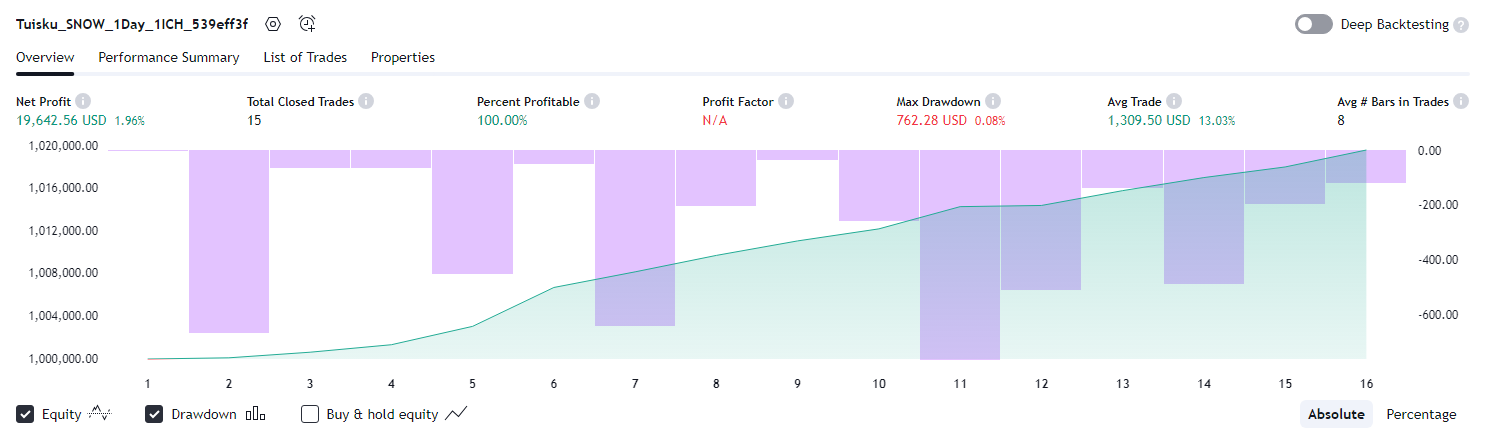 Tuisku_SNOW_1Day_1ICH_539eff3f
Deep Backtesting ?
Overview Performance Summary List of Trades Properties
Net Profit i Total Closed Trades i Percent Profitable i Profit Factor i Max Drawdown i Avg Trade i Avg # Bars in Trades i
19,642.56 USD 1.96% 15 100.00% N/A 762.28 USD 0.08% 1,309.50 USD 13.03% 8
1,020,000.00 0.00
1,016,000.00
-200.00
1,012,000.00
-400.00
1,008,000.00
-600.00
1,004,000.00
1,000,000.00
1 2 3 4 5 6 7 8 9 10 11 12 13 14 15 16
Equity Drawdown Buy & hold equity Absolute Percentage